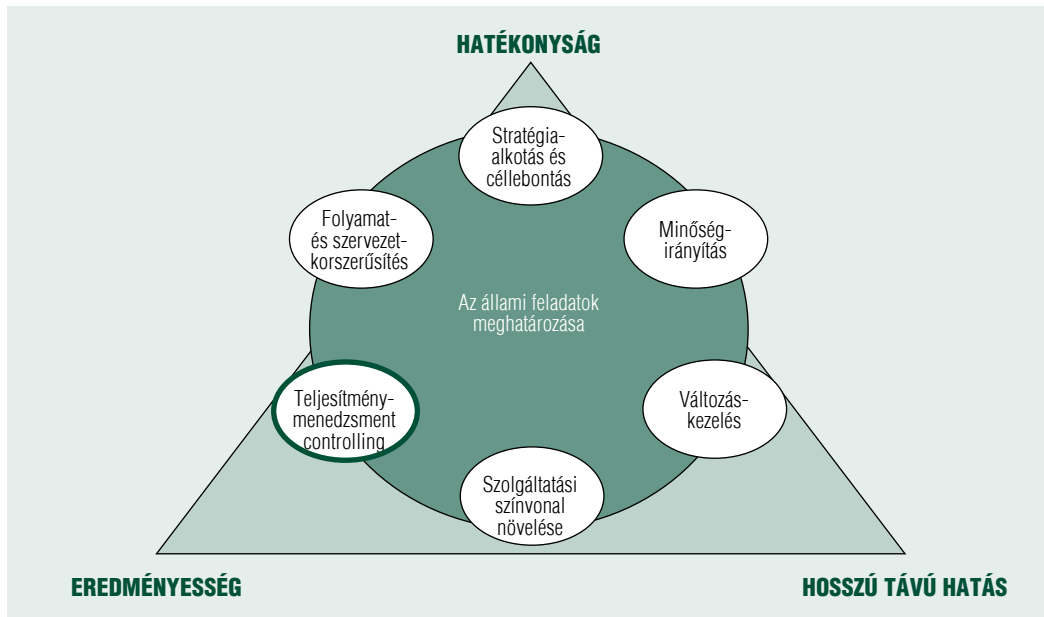 HATÉKONYSÁG
Stratégia-
alkotás és
céllebontás
Folyamat-
és szervezet-
korszerűsítés
Minőség-
irányítás
Az állami feladatok
meghatározása
Teljesítmény-
menedzsment
controlling
Változás-
kezelés
Szolgáltatási
színvonal
növelése
EREDMÉNYESSÉG
HOSSZÚ TÁVÚ HATÁS